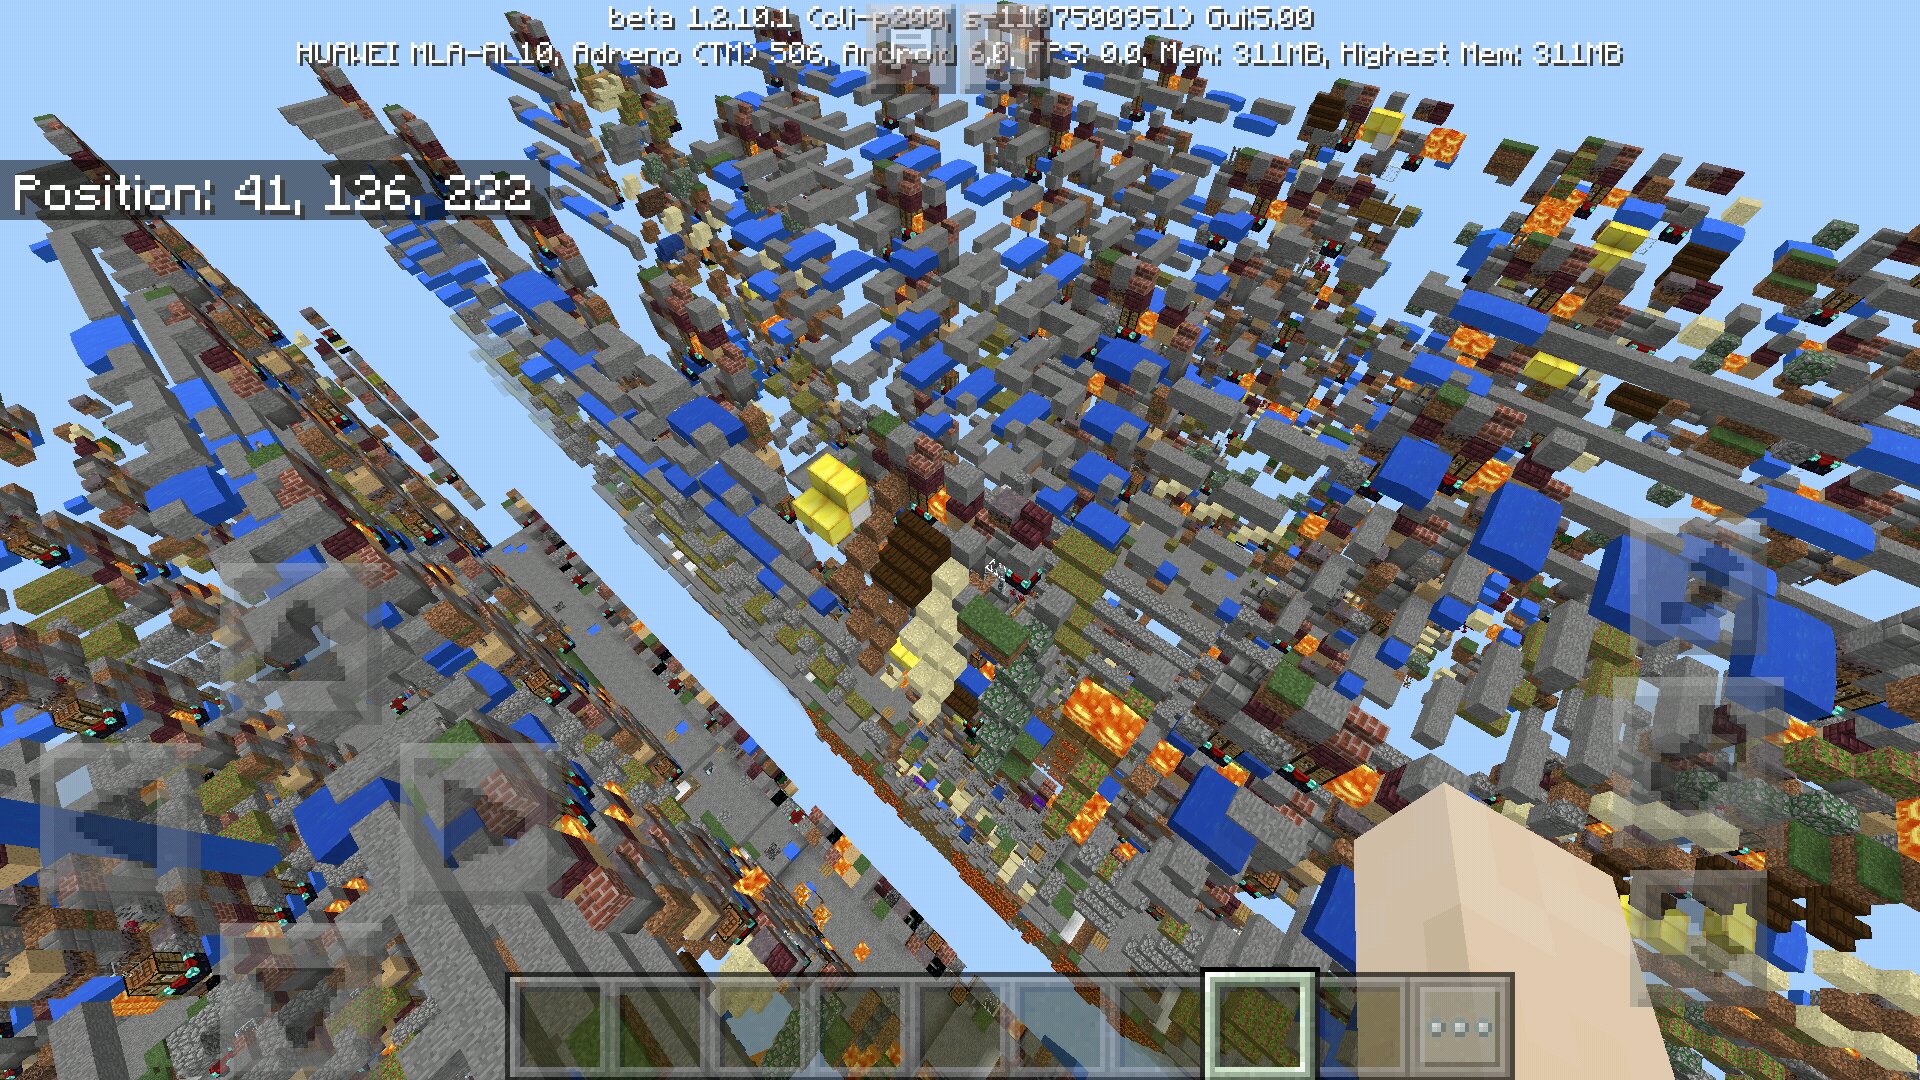 beta 1.2.10.1 (cli-p200, s-1107500951) Gui:5.00
HUAWEI MLA-AL10, Adreno (TM) 506, Android 6.0, FPS: 0.0, Mem: 311MB, Highest Mem: 311MB
Position: 41, 126, 222